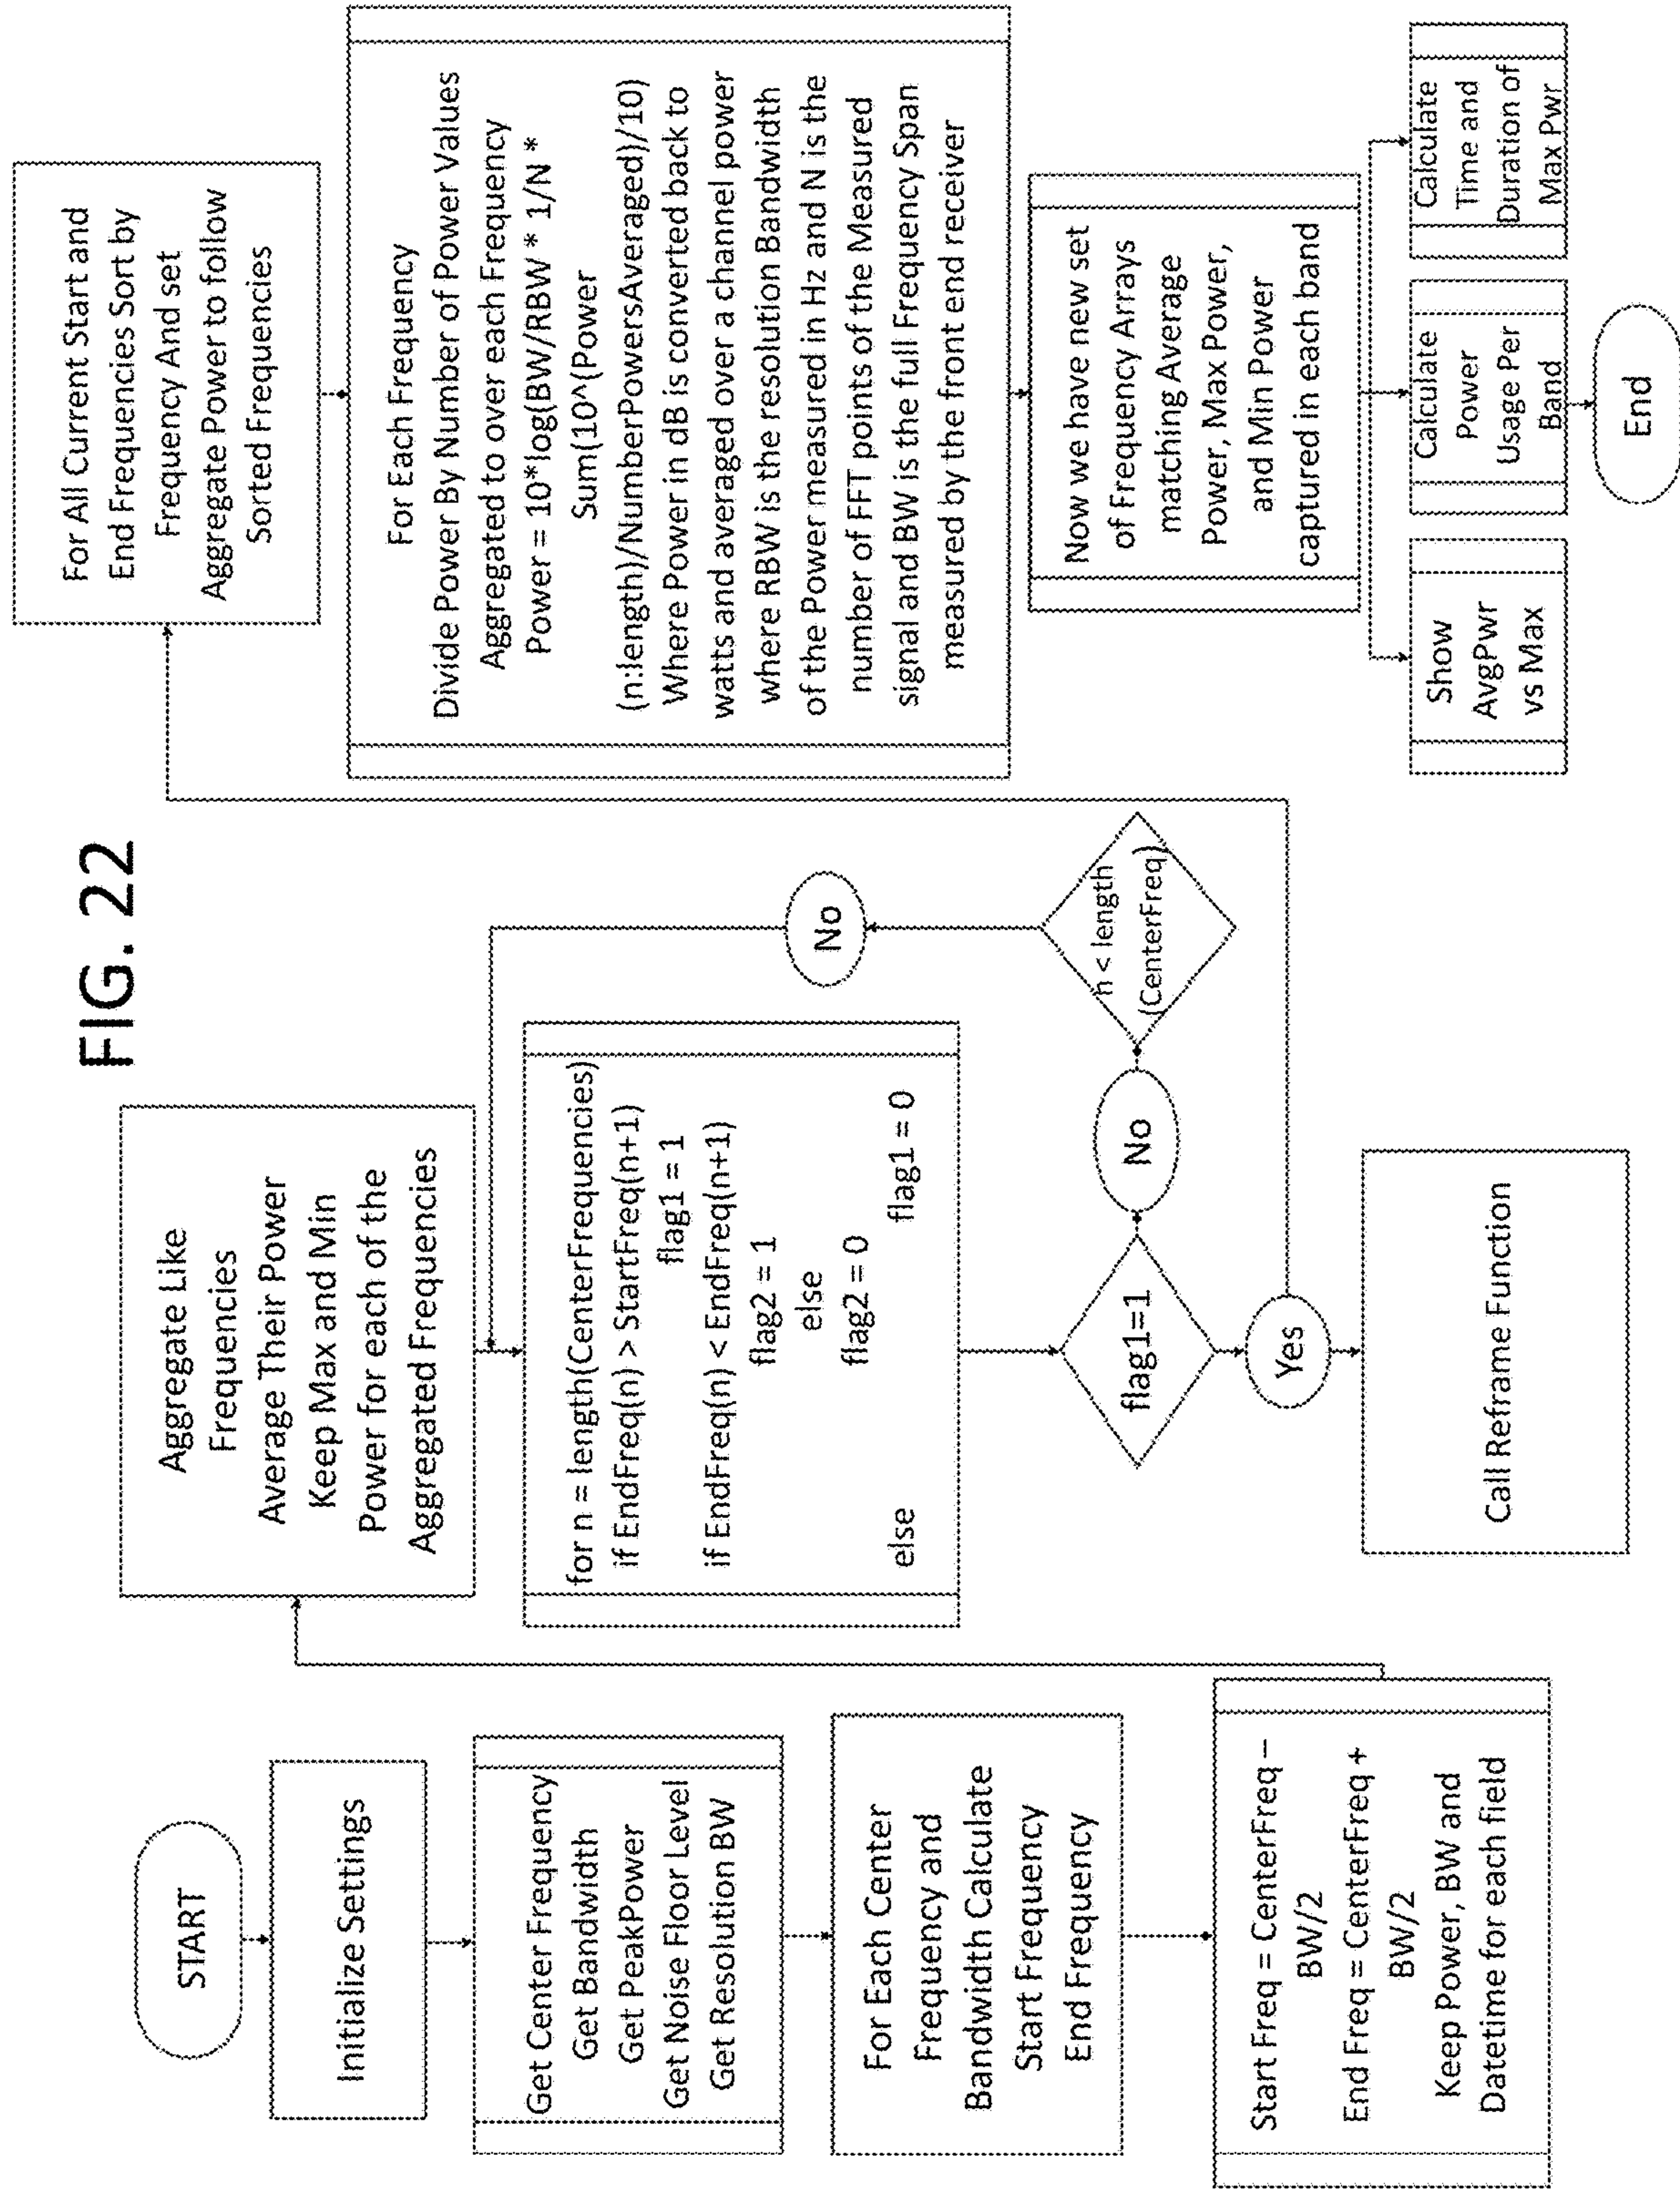 FIG. 22
START
Initialize Settings
Get Center Frequency
Get Bandwidth
Get PeakPower
Get Noise Floor Level
Get Resolution BW
For Each Center
Frequency and
Bandwidth Calculate
Start Frequency
End Frequency
Start Freq = CenterFreq –
BW/2
End Freq = CenterFreq +
BW/2
Keep Power, BW and
Datetime for each field
Aggregate Like
Frequencies
Average Their Power
Keep Max and Min
Power for each of the
Aggregated Frequencies
for n = length(CenterFrequencies)
if EndFreq(n) > StartFreq(n+1)
flag1 = 1
if EndFreq(n) < EndFreq(n+1)
flag2 = 1
else
flag2 = 0
else flag1 = 0
flag1=1
No
n < length
(CenterFreq)
No
Yes
Call Reframe Function
For All Current Start and
End Frequencies Sort by
Frequency And set
Aggregate Power to follow
Sorted Frequencies
For Each Frequency
Divide Power By Number of Power Values
Aggregated to over each Frequency
Power = 10*log(BW/RBW * 1/N *
Sum(10^(Power
(n:length)/NumberPowersAveraged)/10)
Where Power in dB is converted back to
watts and averaged over a channel power
where RBW is the resolution Bandwidth
of the Power measured in Hz and N is the
number of FFT points of the Measured
signal and BW is the full Frequency Span
measured by the front end receiver
Now we have new set
of Frequency Arrays
matching Average
Power, Max Power,
and Min Power
captured in each band
Show
AvgPwr
vs Max
Calculate
Power
Usage Per
Band
Calculate
Time and
Duration of
Max Pwr
End